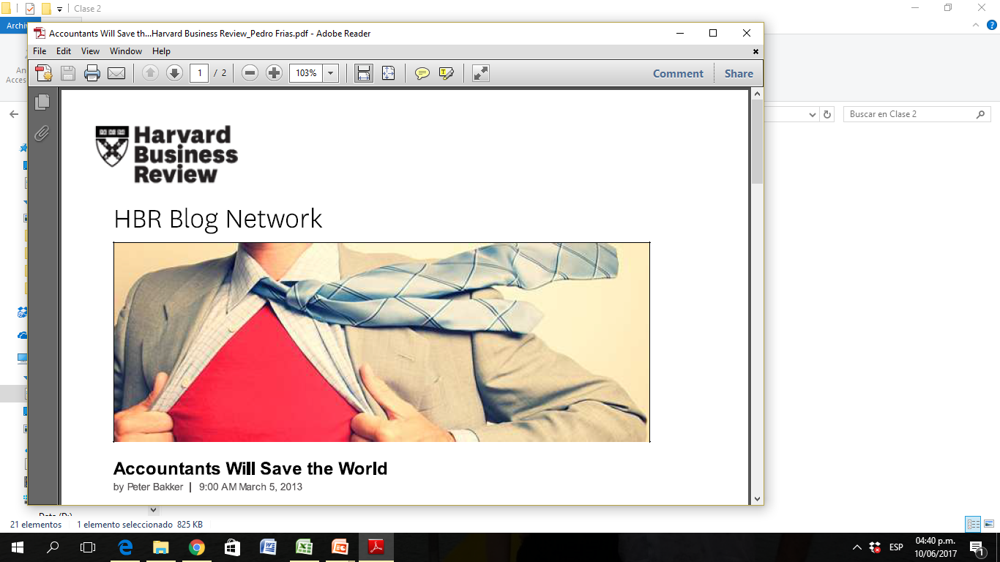 Clase 2
Archi
Accountants Will Save th...Harvard Business Review_Pedro Frias.pdf - Adobe Reader
File Edit View Window Help
An
Acces
1 / 2 103% Comment Share
Buscar en Clase 2
Harvard
Business
Review
HBR Blog Network
Accountants Will Save the World
by Peter Bakker | 9:00 AM March 5, 2013
21 elementos 1 elemento seleccionado 825 KB
ESP
04:40 p.m.
10/06/2017
1